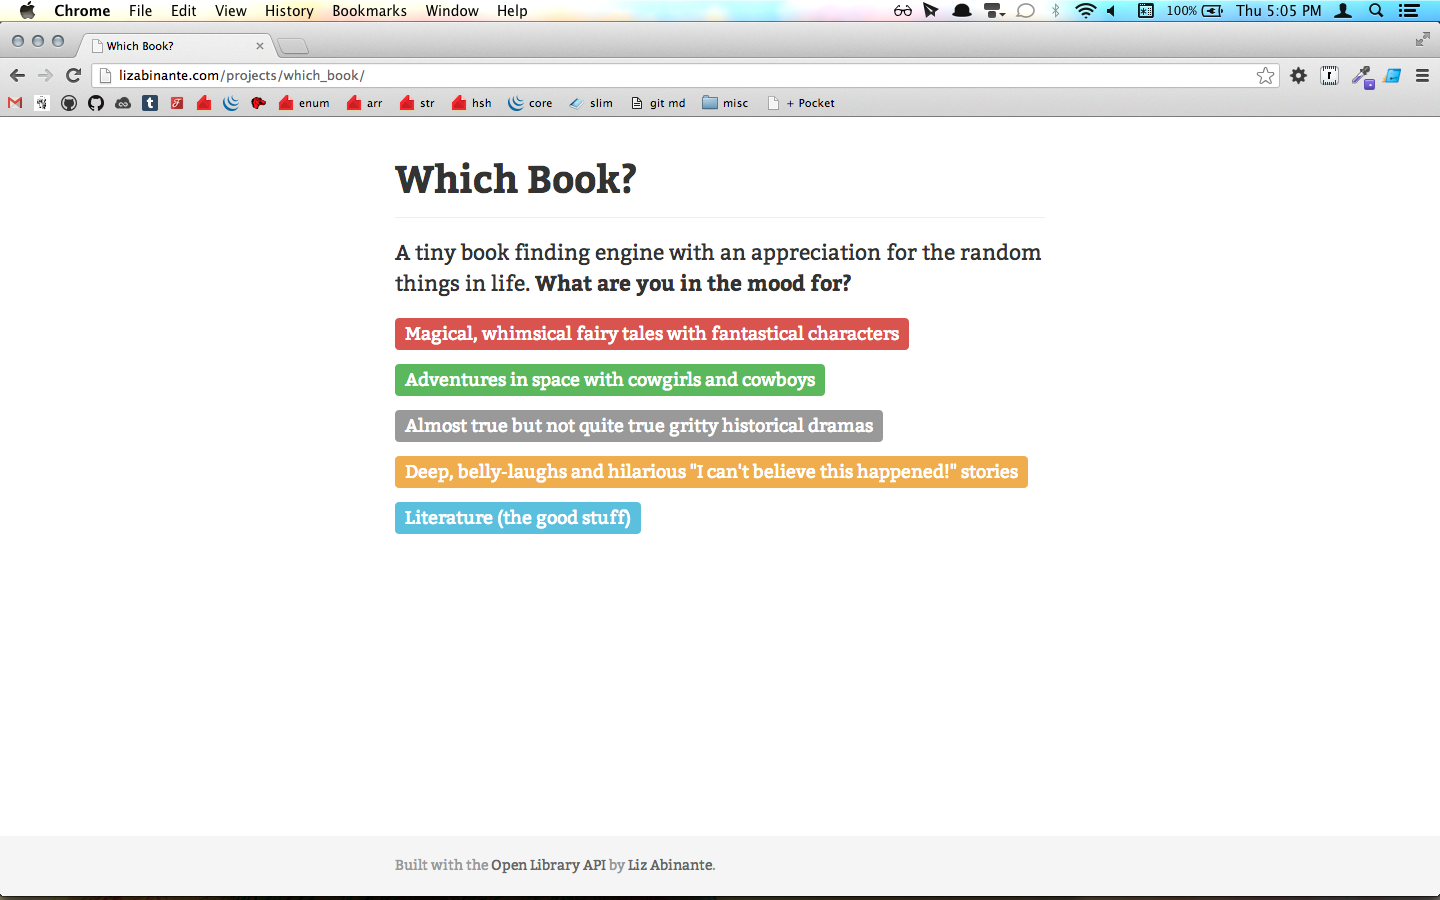 Chrome File Edit View History Bookmarks Window Help 100% Thu 5:05 PM
Which Book?
lizabinante.com/projects/which_book/
enum arr str hsh core slim git md misc + Pocket
Which Book?
A tiny book finding engine with an appreciation for the random
things in life. What are you in the mood for?
Magical, whimsical fairy tales with fantastical characters
Adventures in space with cowgirls and cowboys
Almost true but not quite true gritty historical dramas
Deep, belly-laughs and hilarious "I can't believe this happened!" stories
Literature (the good stuff)
Built with the Open Library API by Liz Abinante.